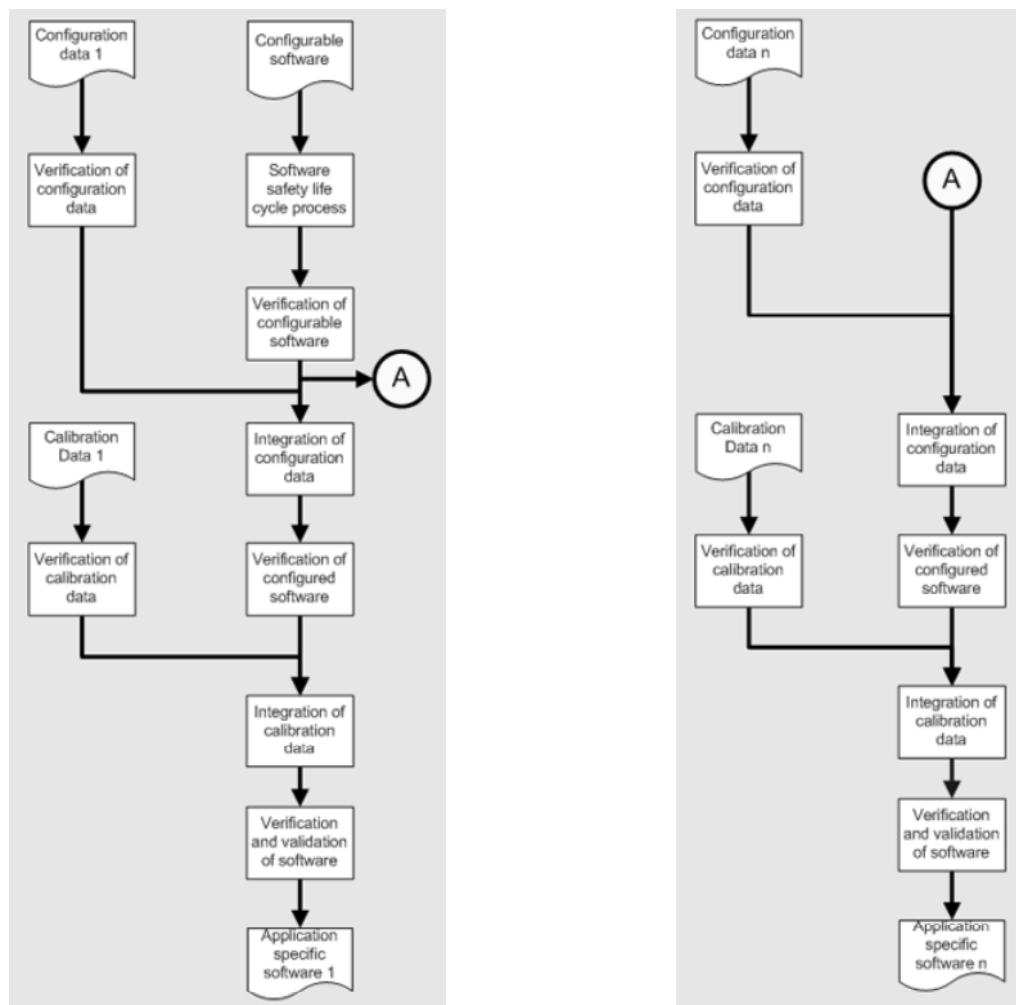 Configuration
data 1
Configurable
software
Verification of
configuration
data
Software
safety life
cycle process
Verification of
configurable
software
A
Calibration
Data 1
Integration of
configuration
data
Verification of
calibration
data
Verification of
configured
software
Integration of
calibration
data
Verification
and validation
of software
Application
specific
software 1
Configuration
data n
Verification of
configuration
data
A
Calibration
Data n
Integration of
configuration
data
Verification of
calibration
data
Verification of
configured
software
Integration of
calibration
data
Verification
and validation
of software
Application
specific
software n